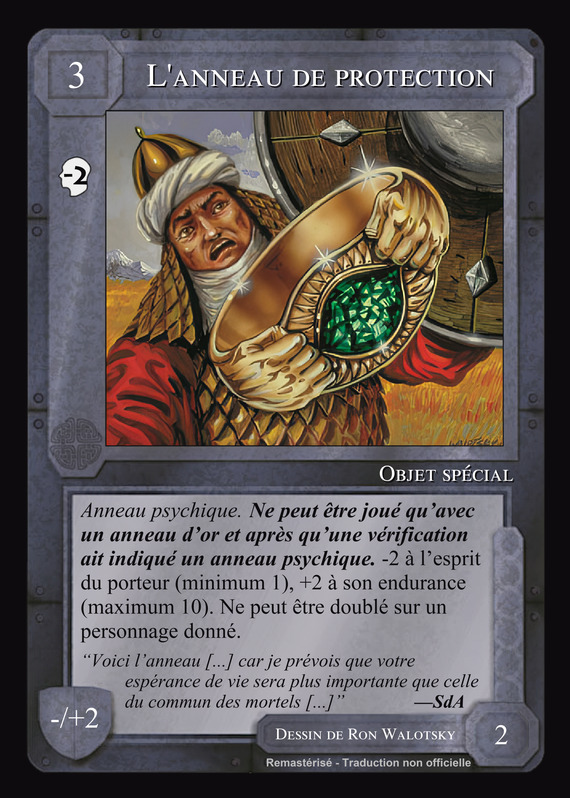 3
L'anneau de protection
-2
Objet spécial
Anneau psychique. Ne peut être joué qu'avec
un anneau d'or et après qu'une vérification
ait indiqué un anneau psychique. -2 à l'esprit
du porteur (minimum 1), +2 à son endurance
(maximum 10). Ne peut être doublé sur un
personnage donné.
“Voici l'anneau [...] car je prévois que votre
espérance de vie sera plus importante que celle
du commun des mortels [...]” —SdA
-/+2
Dessin de Ron Walotsky
2
Remastérisé - Traduction non officielle